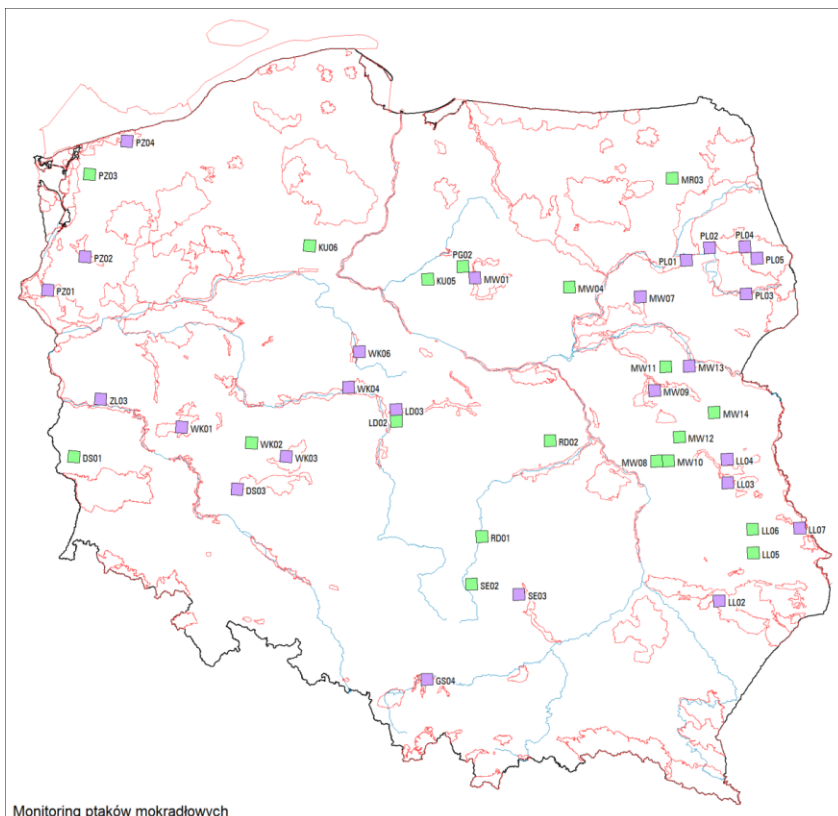 PZ04
PZ03
MR03
KU06
PL02
PL04
PZ02
PG02
PL01
PL05
KU05
MW01
MW04
PZ01
MW07
PL03
WK06
MW11
MW13
WK04
MW09
ZL03
LD03
MW14
LD02
WK01
WK02
RD02
MW12
DS01
WK03
MW08
MW10
LL04
DS03
LL03
LL06
LL07
RD01
LL05
SE02
SE03
LL02
GS04
Monitoring ptaków mokradłowych